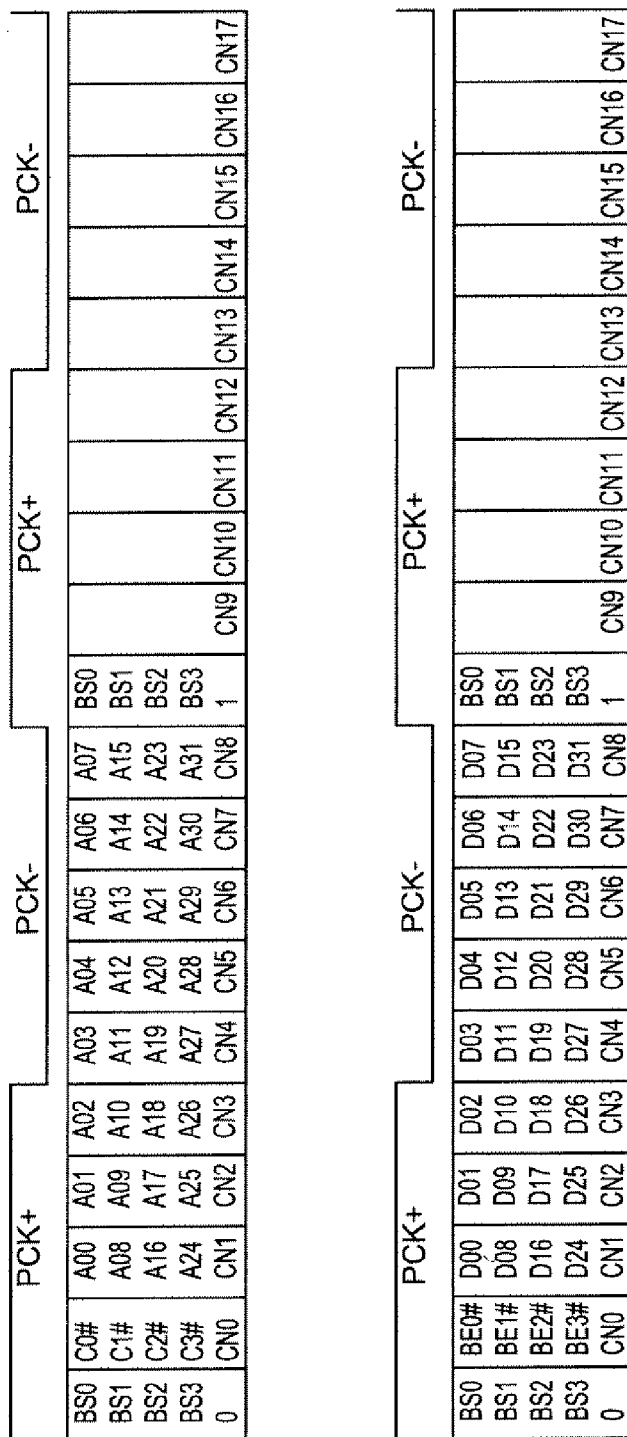 PCK+ PCK- PCK+ PCK-
BS0 C0# A00 A01 A02 A03 A04 A05 A06 A07 BS0
BS1 C1# A08 A09 A10 A11 A12 A13 A14 A15 BS1
BS2 C2# A16 A17 A18 A19 A20 A21 A22 A23 BS2
BS3 C3# A24 A25 A26 A27 A28 A29 A30 A31 BS3
0 CN0 CN1 CN2 CN3 CN4 CN5 CN6 CN7 CN8 1 CN9 CN10 CN11 CN12 CN13 CN14 CN15 CN16 CN17
PCK+ PCK- PCK+ PCK-
BS0 BE0# D00 D01 D02 D03 D04 D05 D06 D07 BS0
BS1 BE1# D08 D09 D10 D11 D12 D13 D14 D15 BS1
BS2 BE2# D16 D17 D18 D19 D20 D21 D22 D23 BS2
BS3 BE3# D24 D25 D26 D27 D28 D29 D30 D31 BS3
0 CN0 CN1 CN2 CN3 CN4 CN5 CN6 CN7 CN8 1 CN9 CN10 CN11 CN12 CN13 CN14 CN15 CN16 CN17